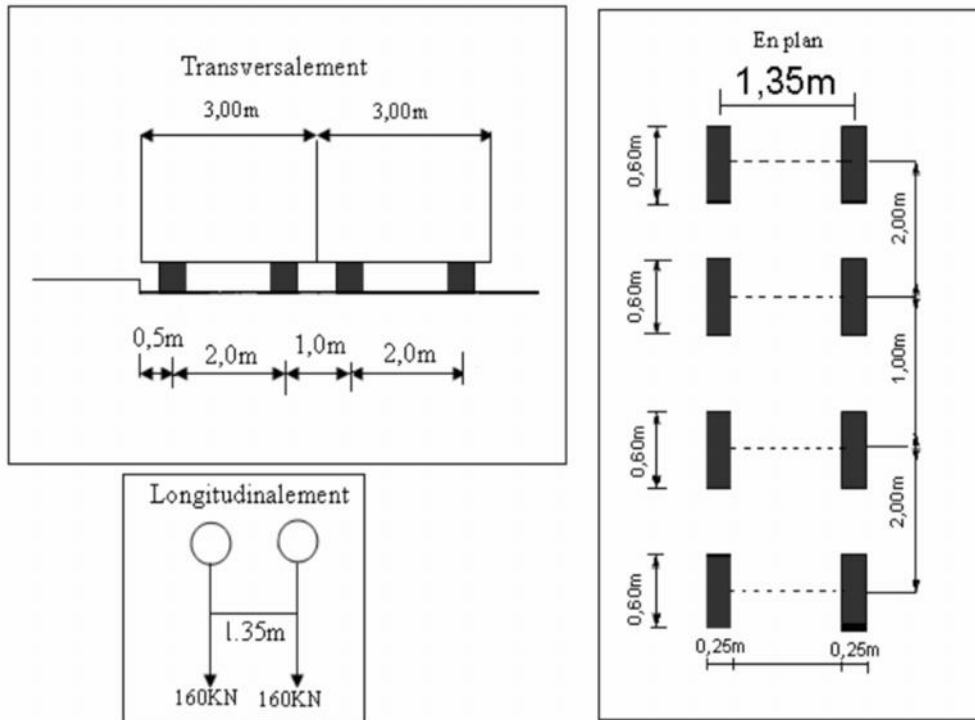 Transversalement
3,00m 3,00m
0,5m 2,0m 1,0m 2,0m
Longitudinalement
1.35m
160KN 160KN
En plan
1,35m
0,60m
2,00m
0,60m
1,00m
0,60m
2,00m
0,60m
0,25m 0,25m